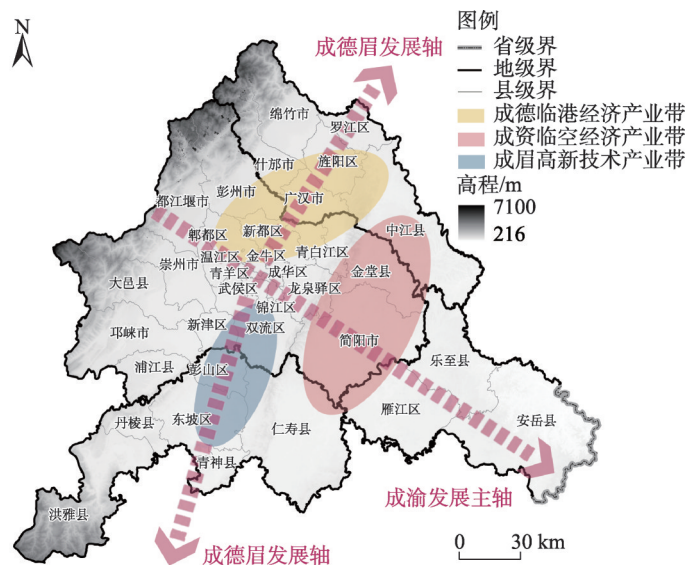 N
成德眉发展轴
图例
省级界
地级界
县级界
成德临港经济产业带
成资临空经济产业带
成眉高新技术产业带
高程/m
7100
216
绵竹市
罗江区
什邡市
旌阳区
彭州市
广汉市
都江堰市
中江县
郫都区
新都区
青白江区
崇州市
温江区
金牛区
金堂县
大邑县
青羊区
成华区
武侯区
龙泉驿区
锦江区
邛崃市
新津区
双流区
简阳市
乐至县
蒲江县
彭山区
丹棱县
东坡区
仁寿县
雁江区
安岳县
青神县
洪雅县
成渝发展主轴
成德眉发展轴
0 30 km